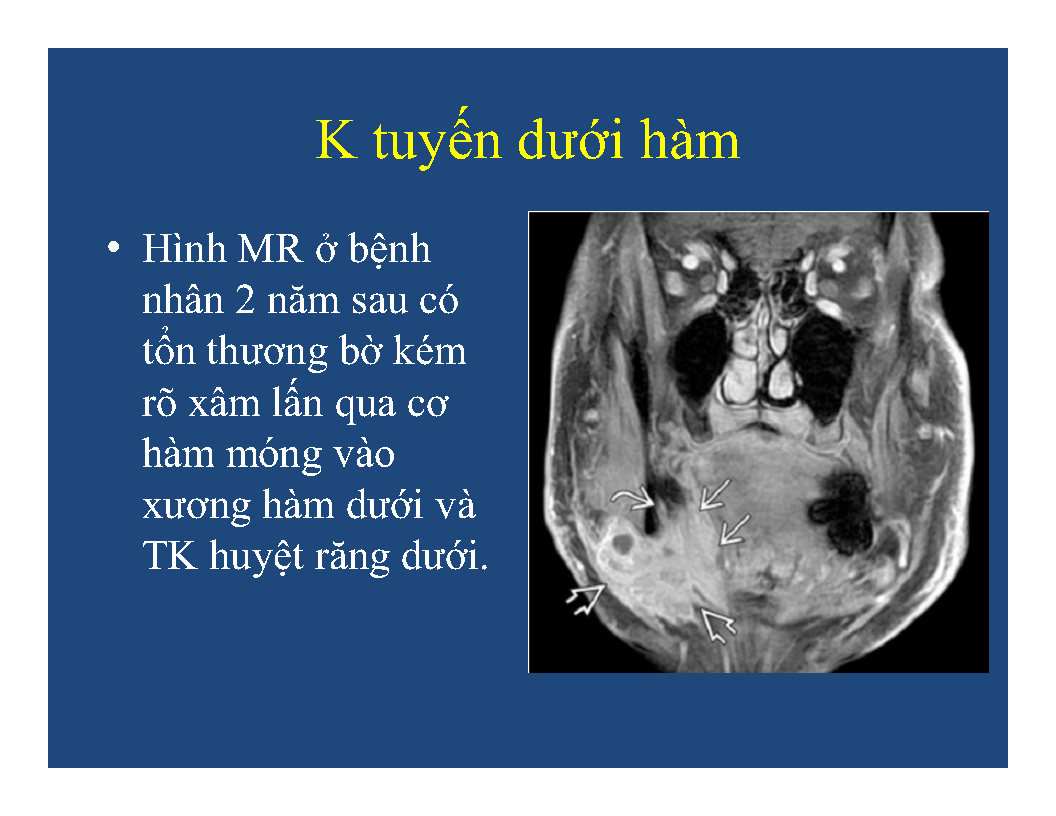 K tuyến dưới hàm
• Hình MR ở bệnh
nhân 2 năm sau có
tổn thương bờ kém
rõ xâm lấn qua cơ
hàm móng vào
xương hàm dưới và
TK huyệt răng dưới.